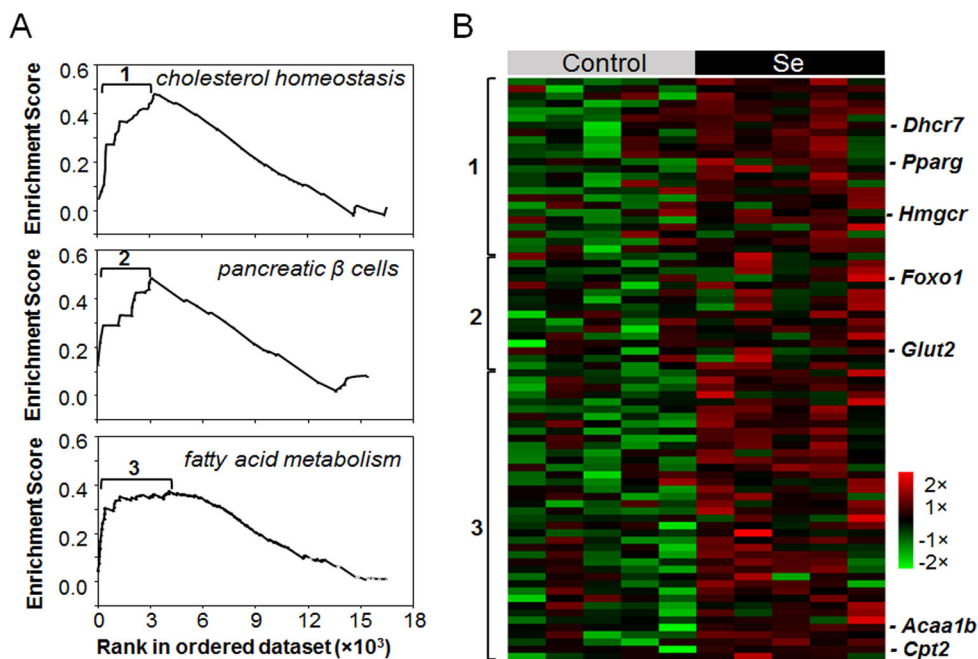 A
Enrichment Score
0.6
0.4
0.2
0.0
1
cholesterol homeostasis
Enrichment Score
0.6
0.4
0.2
0.0
2
pancreatic β cells
Enrichment Score
0.6
0.4
0.2
0.0
3
fatty acid metabolism
0 3 6 9 12 15 18
Rank in ordered dataset (×10³)
B
Control Se
1
2
3
- Dhcr7
- Pparg
- Hmgcr
- Foxo1
- Glut2
- Acaa1b
- Cpt2
2×
1×
-1×
-2×